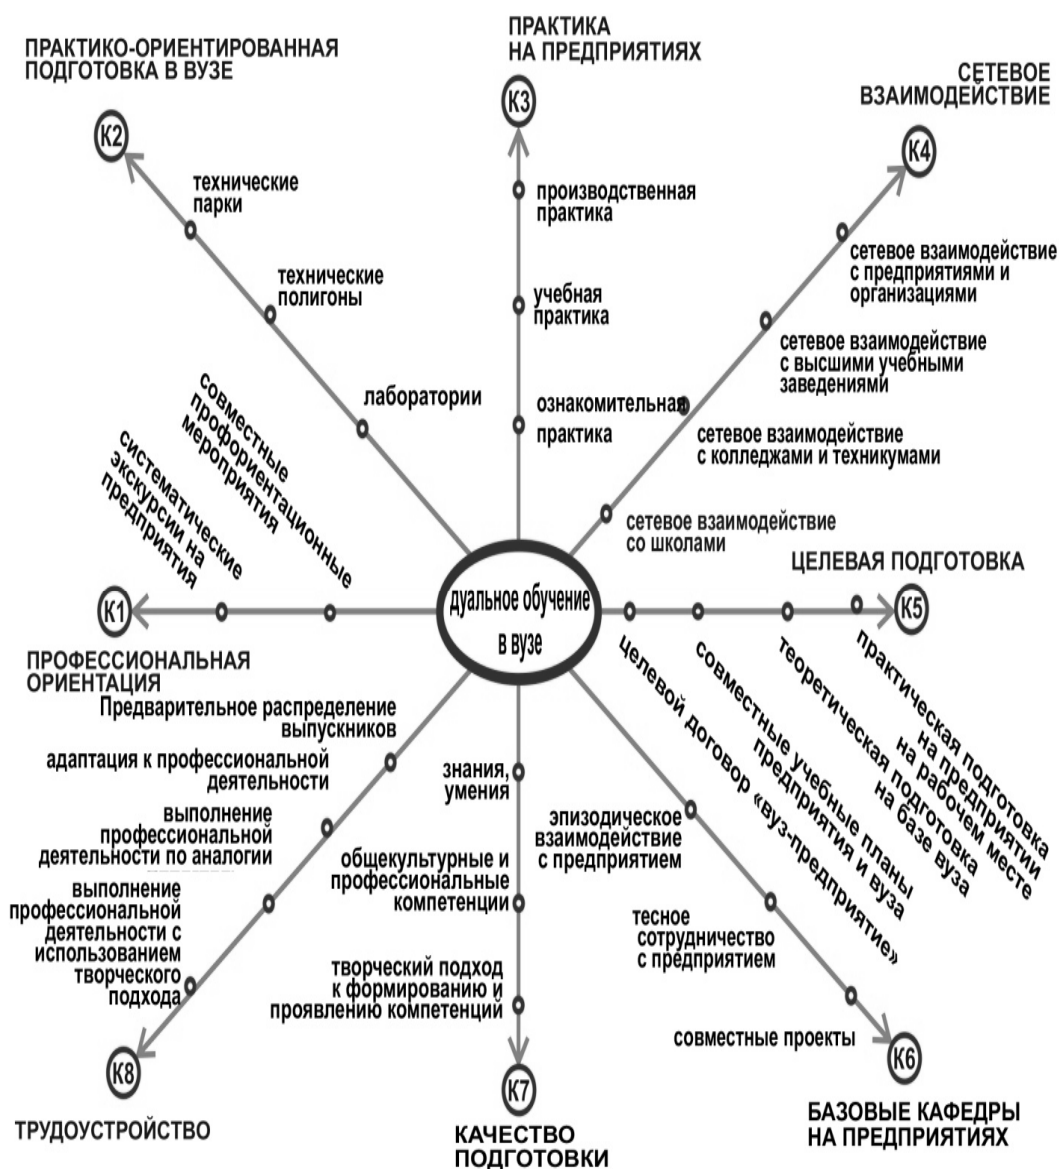 ПРАКТИКО-ОРИЕНТИРОВАННАЯ
ПОДГОТОВКА В ВУЗЕ
К2
технические
парки
технические
полигоны
лаборатории
ПРАКТИКА
НА ПРЕДПРИЯТИЯХ
К3
производственная
практика
учебная
практика
ознакомительная
практика
СЕТЕВОЕ
ВЗАИМОДЕЙСТВИЕ
К4
сетевое взаимодействие
с предприятиями и
организациями
сетевое взаимодействие
с высшими учебными
заведениями
сетевое взаимодействие
с колледжами и техникумами
сетевое взаимодействие
со школами
систематические
экскурсии на
предприятия
совместные
профориентационные
мероприятия
К1
ПРОФЕССИОНАЛЬНАЯ
ОРИЕНТАЦИЯ
дуальное обучение
в вузе
ЦЕЛЕВАЯ ПОДГОТОВКА
К5
целевой договор «вуз-предприятие»
совместные учебные планы
предприятия и вуза
теоретическая подготовка
на базе вуза
практическая подготовка
на предприятии
на рабочем месте
Предварительное распределение
выпускников
адаптация к профессиональной
деятельности
выполнение
профессиональной
деятельности по аналогии
выполнение
профессиональной
деятельности с
использованием
творческого
подхода
К8
ТРУДОУСТРОЙСТВО
знания,
умения
общекультурные и
профессиональные
компетенции
творческий подход
к формированию и
проявлению компетенций
К7
КАЧЕСТВО
ПОДГОТОВКИ
эпизодическое
взаимодействие
с предприятием
тесное
сотрудничество
с предприятием
совместные проекты
К6
БАЗОВЫЕ КАФЕДРЫ
НА ПРЕДПРИЯТИЯХ